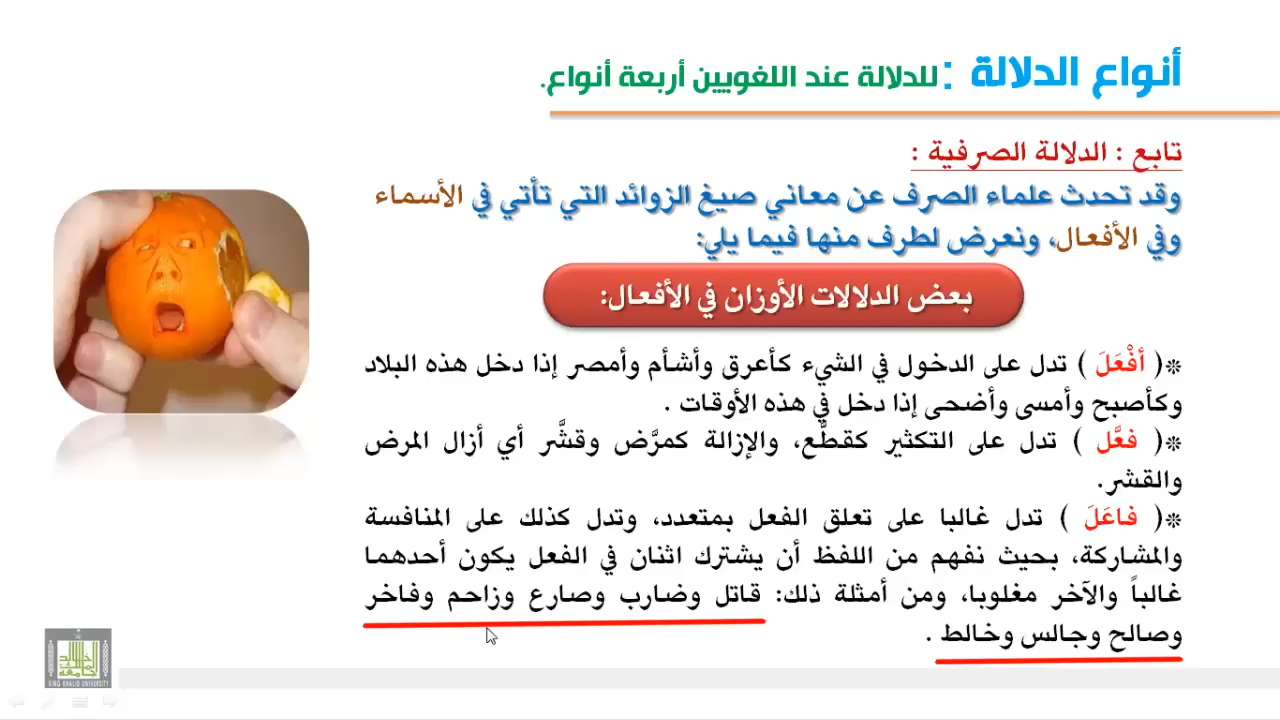 أنواع الدلالة : للدلالة عند اللغويين أربعة أنواع.
تابع : الدلالة الصرفية :
وقد تحدث علماء الصرف عن معاني صيغ الزوائد التي تأتي في الأسماء
وفي الأفعال، ونعرض لطرف منها فيما يلي:
بعض الدلالات الأوزان في الأفعال:
❊( أفْعَلَ ) تدل على الدخول في الشيء كأعرق وأشأم وأمصر إذا دخل هذه البلاد
وكأصبح وأمسى وأضحى إذا دخل في هذه الأوقات .
❊( فعَّل ) تدل على التكثير كقطَّع، والإزالة كمرَّض وقشَّر أي أزال المرض
والقشر.
❊( فاعَلَ ) تدل غالبا على تعلق الفعل بمتعدد، وتدل كذلك على المنافسة
والمشاركة، بحيث نفهم من اللفظ أن يشترك اثنان في الفعل يكون أحدهما
غالباً والآخر مغلوبا، ومن أمثلة ذلك: قاتل وضارب وصارع وزاحم وفاخر
وصالح وجالس وخالط .
KING KHALID UNIVERSITY